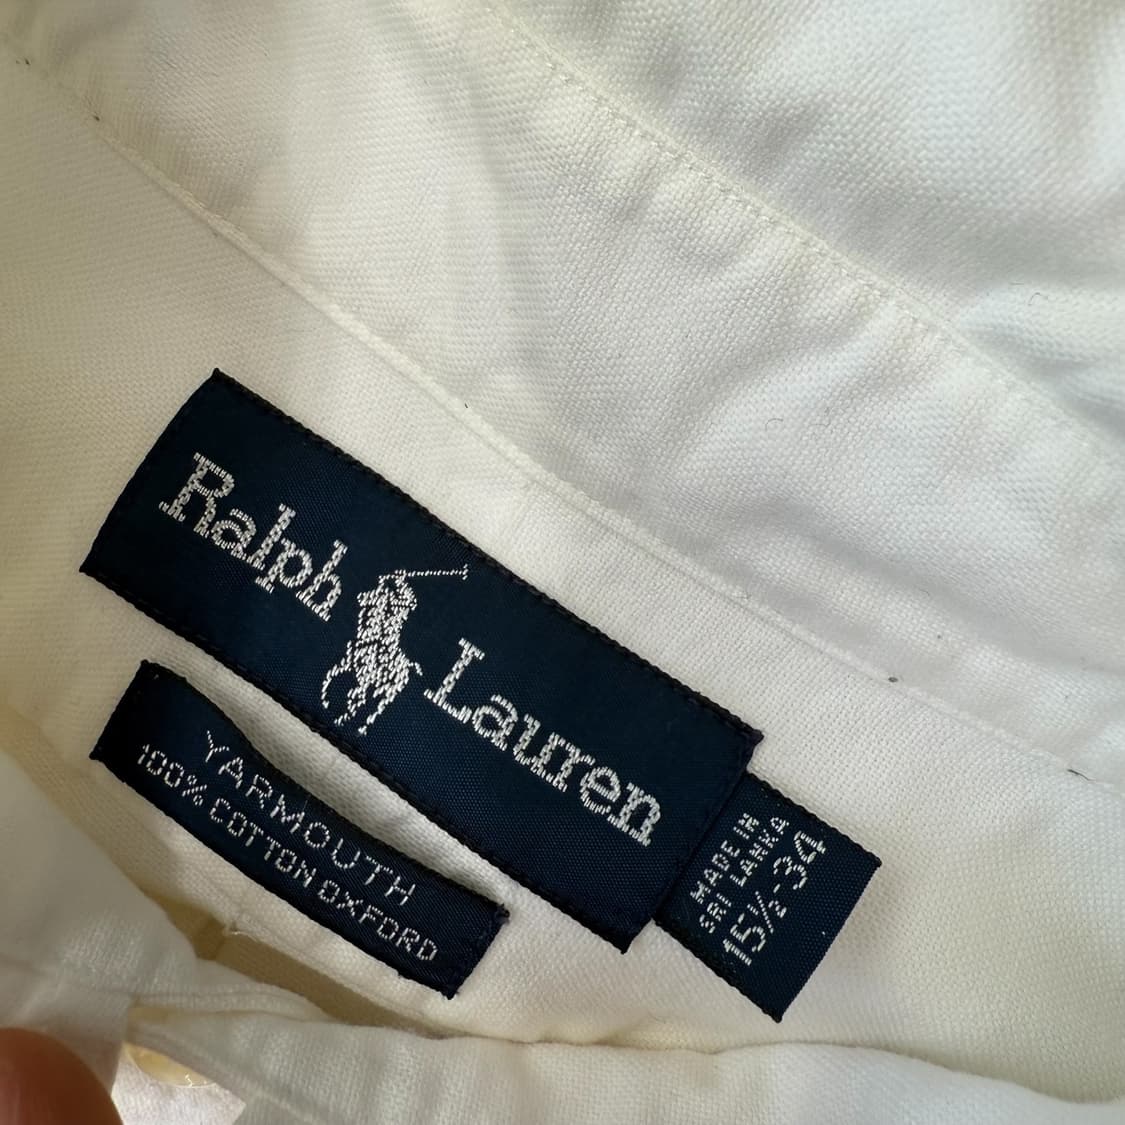 Ralph Lauren
YARMOUTH
100% COTTON OXFORD
MADE IN
SRI LANKA
15½-34